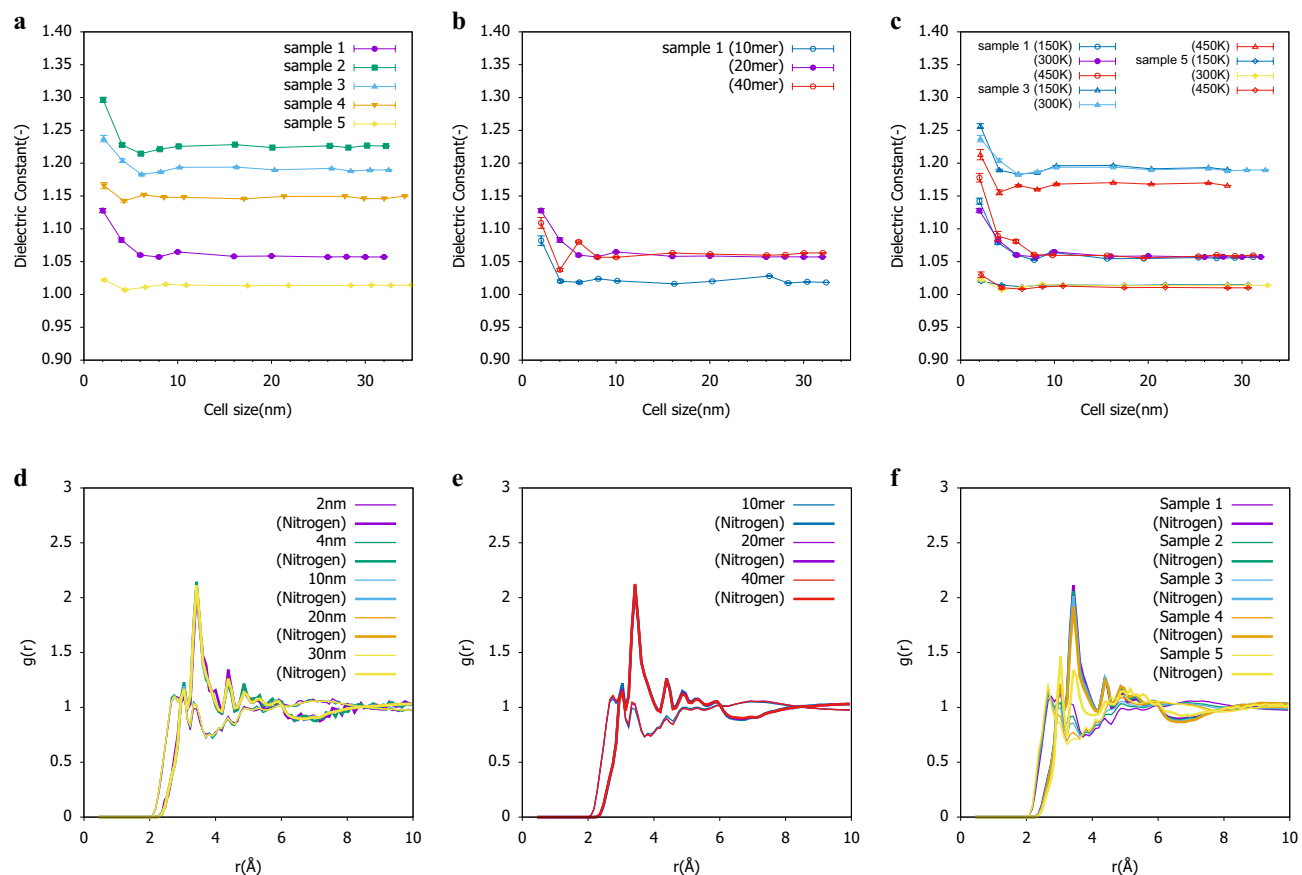 a
1.40
1.35
1.30
1.25
1.20
1.15
1.10
1.05
1.00
0.95
0.90
Dielectric Constant(-)
0 10 20 30
Cell size(nm)
sample 1
sample 2
sample 3
sample 4
sample 5
b
1.40
1.35
1.30
1.25
1.20
1.15
1.10
1.05
1.00
0.95
0.90
Dielectric Constant(-)
0 10 20 30
Cell size(nm)
sample 1 (10mer)
(20mer)
(40mer)
c
1.40
1.35
1.30
1.25
1.20
1.15
1.10
1.05
1.00
0.95
0.90
Dielectric Constant(-)
0 10 20 30
Cell size(nm)
sample 1 (150K)
(300K)
(450K)
sample 3 (150K)
(300K)
(450K)
sample 5 (150K)
(300K)
(450K)
d
3
2.5
2
1.5
1
0.5
0
g(r)
0 2 4 6 8 10
r(Å)
2nm
(Nitrogen)
4nm
(Nitrogen)
10nm
(Nitrogen)
20nm
(Nitrogen)
30nm
(Nitrogen)
e
3
2.5
2
1.5
1
0.5
0
g(r)
0 2 4 6 8 10
r(Å)
10mer
(Nitrogen)
20mer
(Nitrogen)
40mer
(Nitrogen)
f
3
2.5
2
1.5
1
0.5
0
g(r)
0 2 4 6 8 10
r(Å)
Sample 1
(Nitrogen)
Sample 2
(Nitrogen)
Sample 3
(Nitrogen)
Sample 4
(Nitrogen)
Sample 5
(Nitrogen)